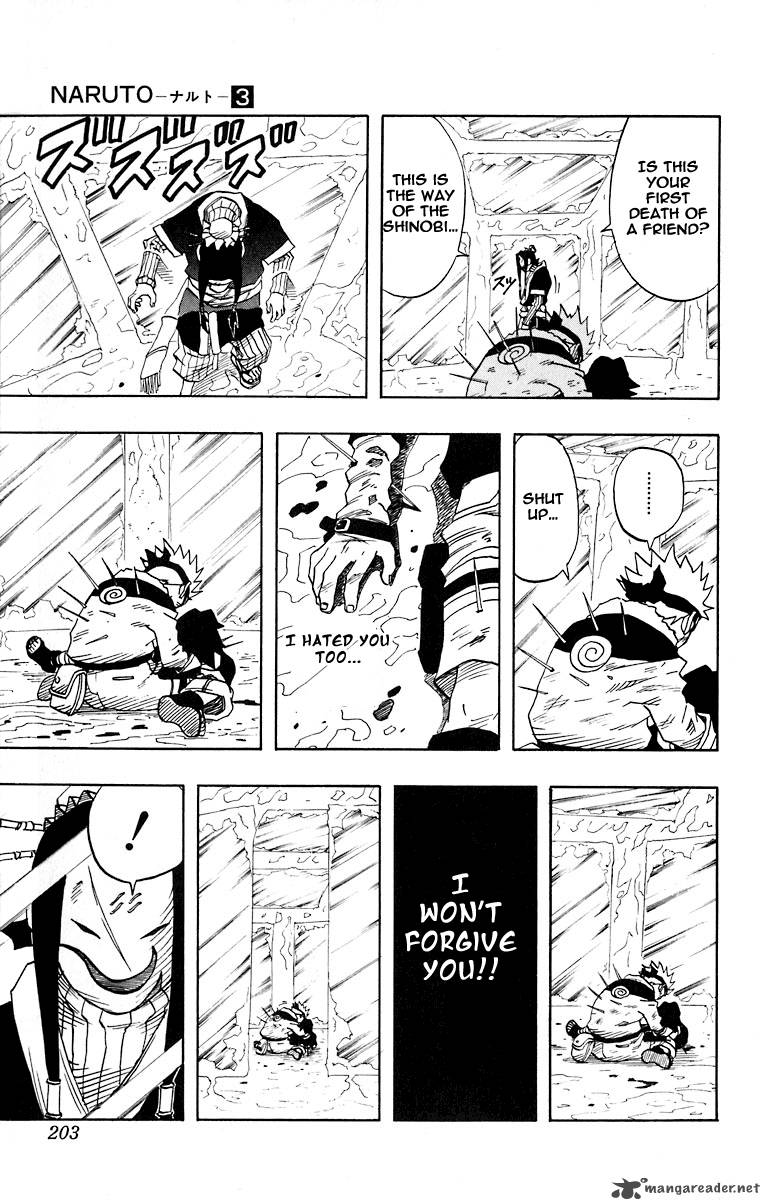 NARUTO—ナルト—3
IS THIS
YOUR
FIRST
DEATH OF
A FRIEND?
THIS IS
THE WAY
OF THE
SHINOBI...
スッ
ズズズズ
.........
SHUT
UP...
I HATED YOU
TOO...
I
WON'T
FORGIVE
YOU!!
!
203
mangareader.net